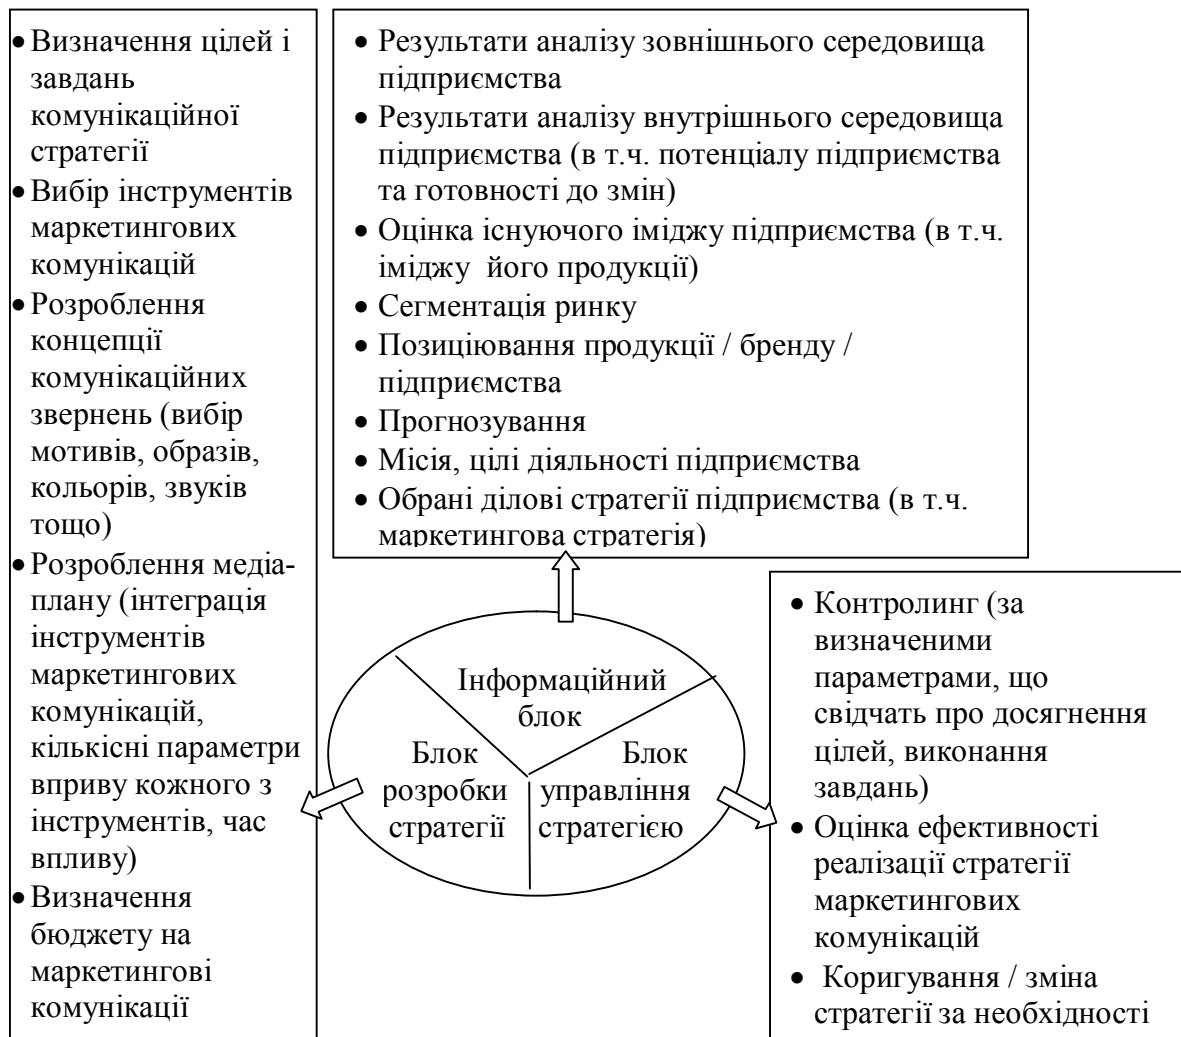 • Визначення цілей і
завдань
комунікаційної
стратегії
• Вибір інструментів
маркетингових
комунікацій
• Розроблення
концепції
комунікаційних
звернень (вибір
мотивів, образів,
кольорів, звуків
тощо)
• Розроблення медіа-
плану (інтеграція
інструментів
маркетингових
комунікацій,
кількісні параметри
вприву кожного з
інструментів, час
впливу)
• Визначення
бюджету на
маркетингові
комунікації
• Результати аналізу зовнішнього середовища
підприємства
• Результати аналізу внутрішнього середовища
підприємства (в т.ч. потенціалу підприємства
та готовності до змін)
• Оцінка існуючого іміджу підприємства (в т.ч.
іміджу його продукції)
• Сегментація ринку
• Позиціювання продукції / бренду /
підприємства
• Прогнозування
• Місія, цілі діяльності підприємства
• Обрані ділові стратегії підприємства (в т.ч.
маркетингова стратегія)
Інформаційний
блок
Блок
розробки
стратегії
Блок
управління
стратегією
• Контролинг (за
визначеними
параметрами, що
свідчать про досягнення
цілей, виконання
завдань)
• Оцінка ефективності
реалізації стратегії
маркетингових
комунікацій
• Коригування / зміна
стратегії за необхідності